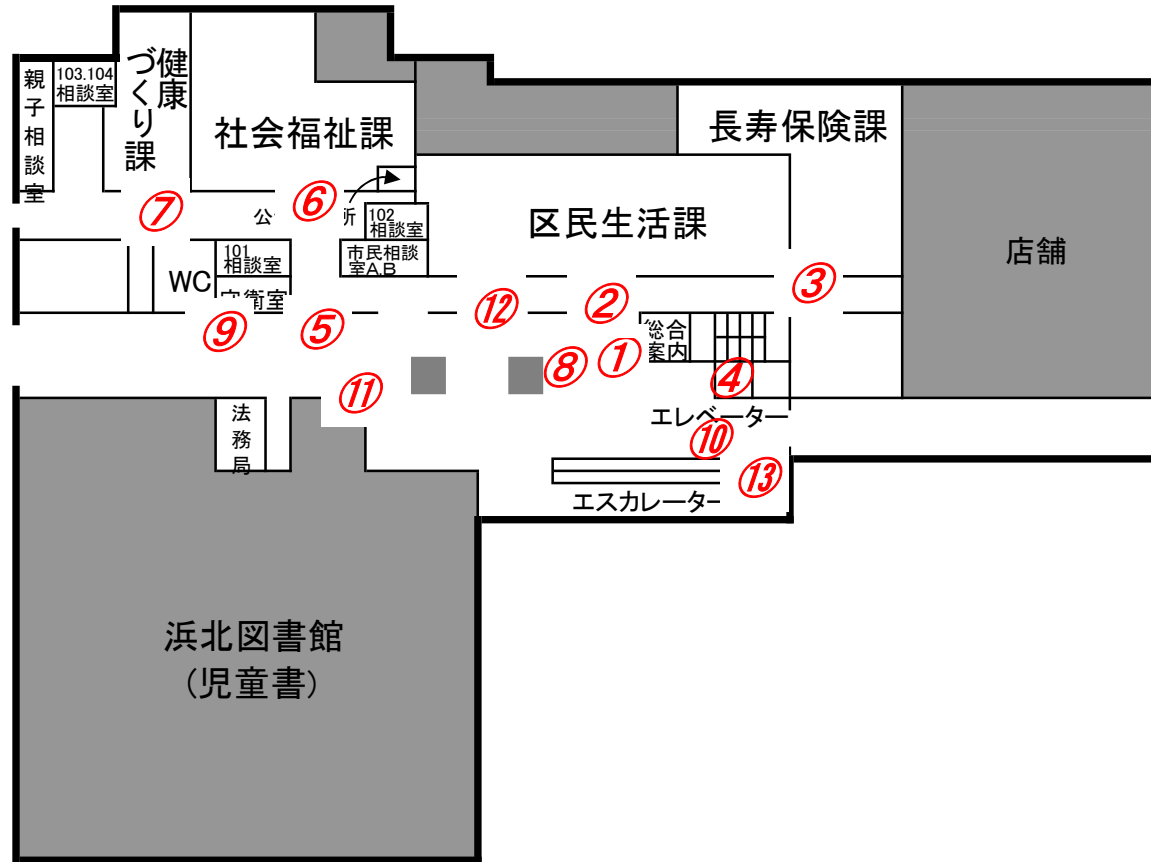 親子相談室
103.104
相談室
健康
づくり課
社会福祉課
長寿保険課
⑦
公
⑥
所
102
相談室
区民生活課
店舗
101
相談室
市民相談
室A,B
WC
③
⑨
⑤
⑫
②
総合
案内
①
⑧
④
⑪
エレベーター
法務局
⑩
⑬
エスカレーター
浜北図書館
(児童書)